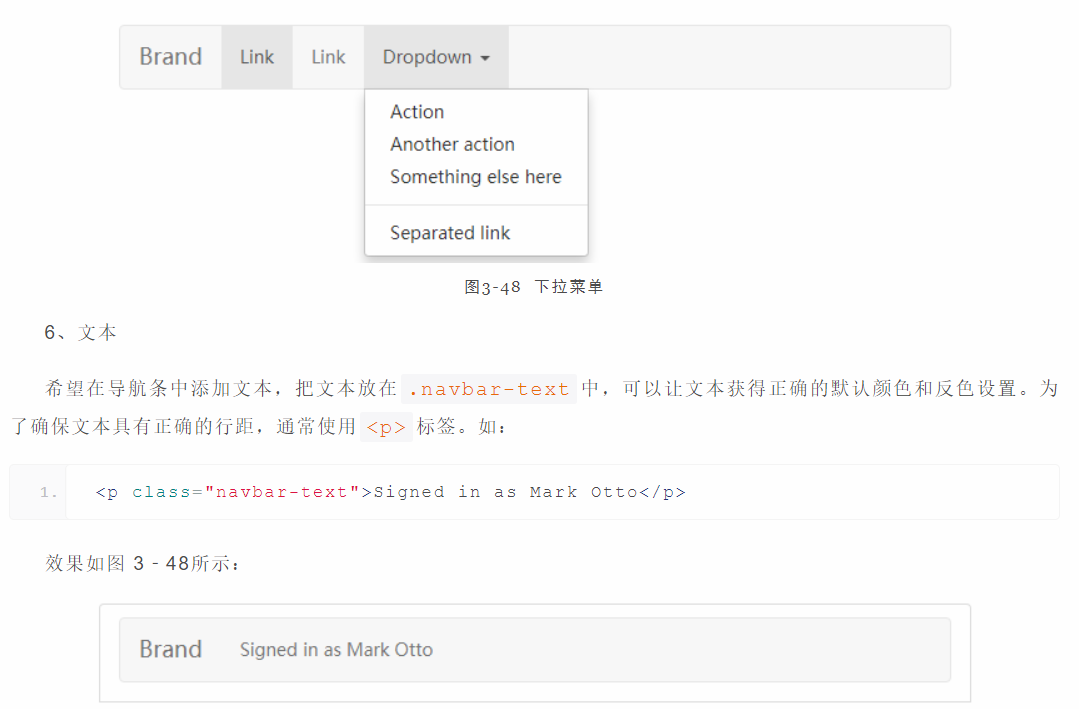 Brand Link Link Dropdown
Action
Another action
Something else here
Separated link
图3-48 下拉菜单
6、文本
希望在导航条中添加文本，把文本放在 .navbar-text 中，可以让文本获得正确的默认颜色和反色设置。为
了确保文本具有正确的行距，通常使用 <p> 标签。如：
1. <p class="navbar-text">Signed in as Mark Otto</p>
效果如图 3 - 48所示：
Brand Signed in as Mark Otto